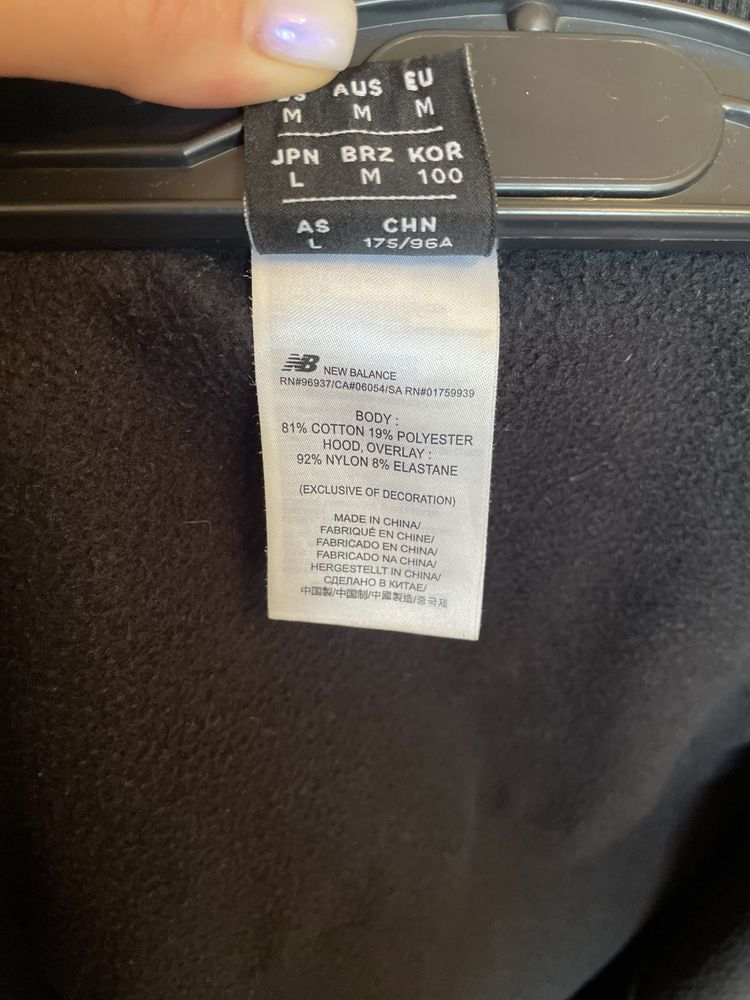 AUS EU
M M M
JPN BRZ KOR
L M 100
AS CHN
L 175/96A
NB NEW BALANCE
RN#96937/CA#06054/SA RN#01759939
BODY :
81% COTTON 19% POLYESTER
HOOD, OVERLAY :
92% NYLON 8% ELASTANE
(EXCLUSIVE OF DECORATION)
MADE IN CHINA/
FABRIQUÉ EN CHINE/
FABRICADO EN CHINA/
FABRICADO NA CHINA/
HERGESTELLT IN CHINA/
СДЕЛАНО В КИТАЕ/
中国製/中国制/中國製造/중국제